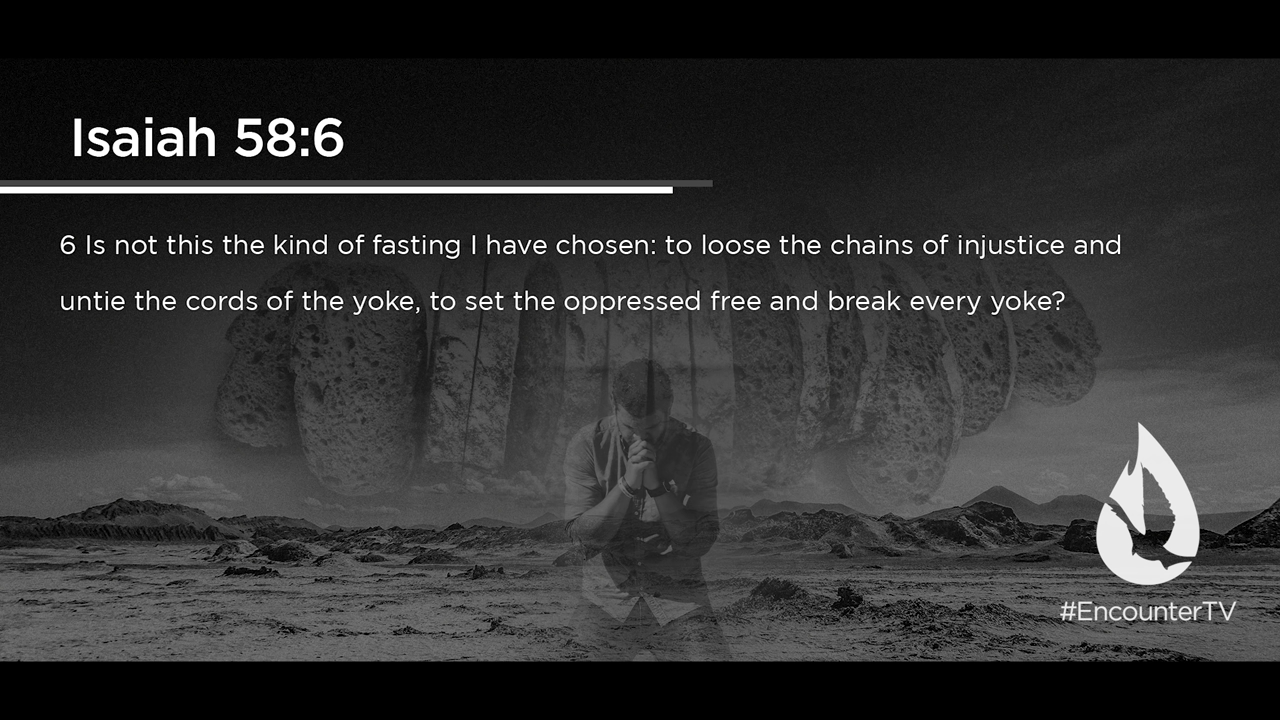 Isaiah 58:6
6 Is not this the kind of fasting I have chosen: to loose the chains of injustice and
untie the cords of the yoke, to set the oppressed free and break every yoke?
#EncounterTV